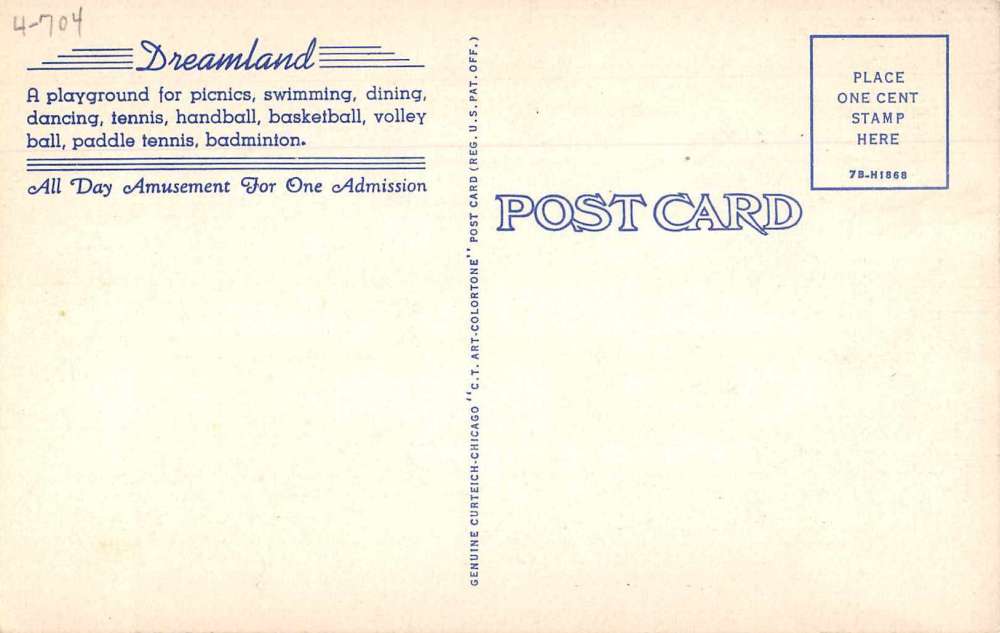 4-704
Dreamland
A playground for picnics, swimming, dining,
dancing, tennis, handball, basketball, volley
ball, paddle tennis, badminton.
All Day Amusement For One Admission
GENUINE CURTEICH-CHICAGO "C.T. ART-COLORTONE" POST CARD (REG. U.S. PAT. OFF.)
POST CARD
PLACE
ONE CENT
STAMP
HERE
7B-H1868